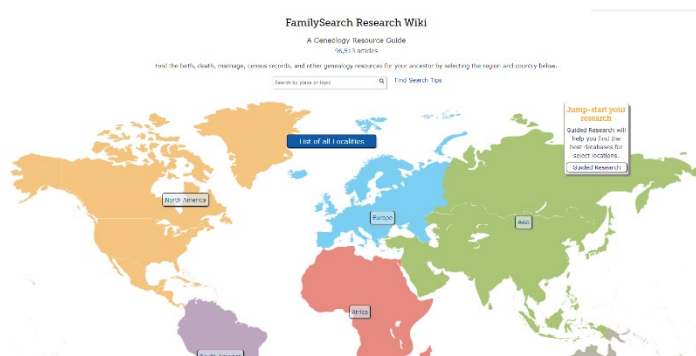 FamilySearch Research Wiki
A Genealogy Resource Guide
96,513 articles
Find the birth, death, marriage, census records, and other genealogy resources for your ancestor by selecting the region and country below.
Search by place or topic
Find Search Tips
Jump-start your
research
Guided Research will
help you find the
best databases for
select locations.
Guided Research
List of all Localities
North America
Europe
Asia
Africa
South America